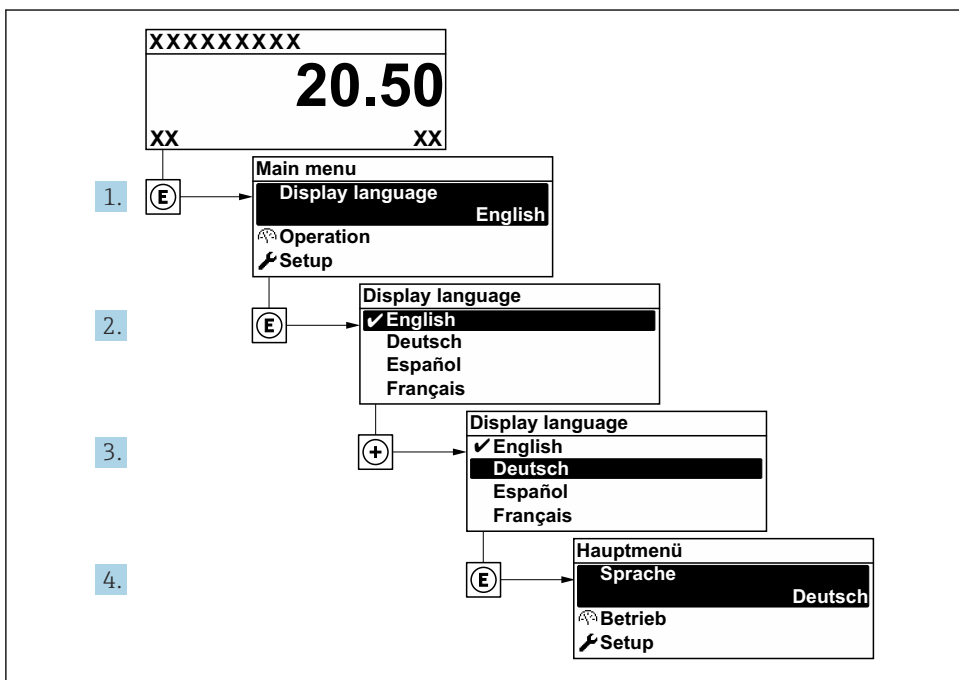 XXXXXXXXX
20.50
XX XX
1. E
Main menu
Display language
English
Operation
Setup
2. E
Display language
✔ English
Deutsch
Español
Français
3. +
Display language
✔ English
Deutsch
Español
Français
4. E
Hauptmenü
Sprache
Deutsch
Betrieb
Setup